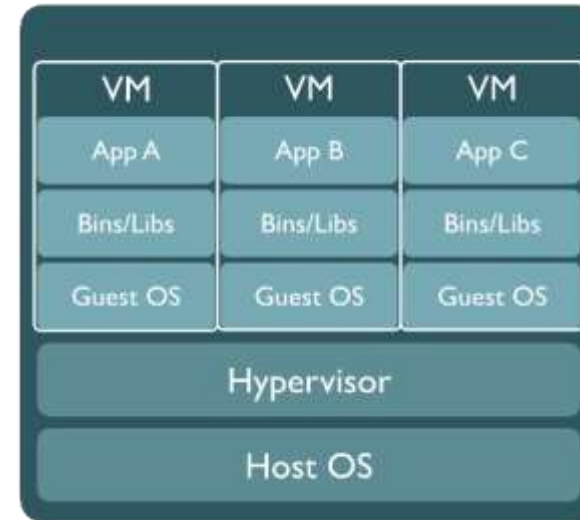 VM VM VM
App A App B App C
Bins/Libs Bins/Libs Bins/Libs
Guest OS Guest OS Guest OS
Hypervisor
Host OS